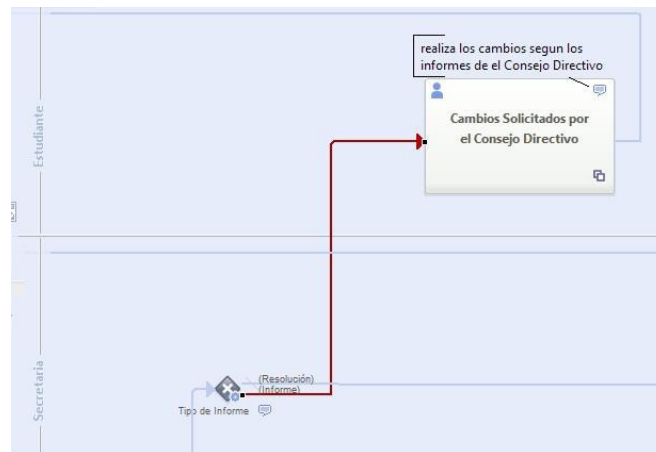 realiza los cambios segun los
informes de el Consejo Directivo
Cambios Solicitados por
el Consejo Directivo
Estudiante
Secretaria
(Resolución)
(Informe)
Tipo de Informe